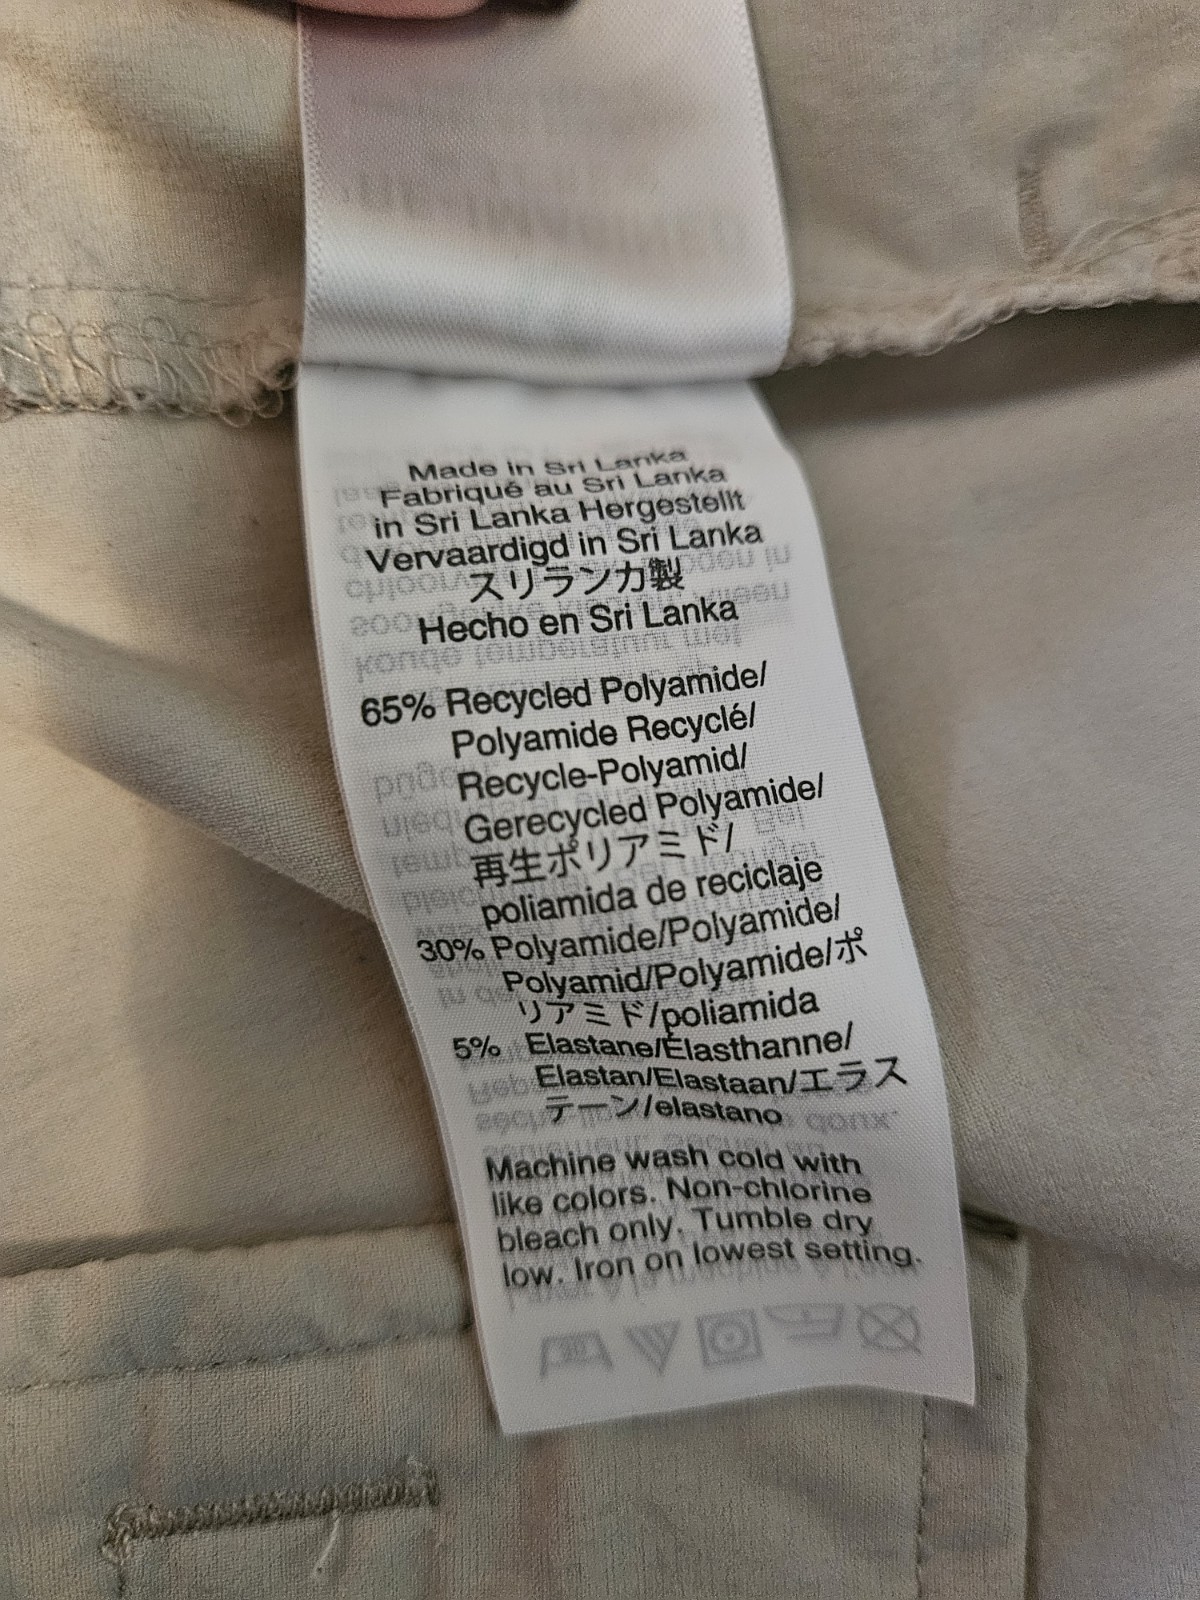 Made in Sri Lanka
Fabriqué au Sri Lanka
in Sri Lanka Hergestellt
Vervaardigd in Sri Lanka
スリランカ製
Hecho en Sri Lanka
65% Recycled Polyamide/
Polyamide Recyclé/
Recycle-Polyamid/
Gerecycled Polyamide/
再生ポリアミド/
poliamida de reciclaje
30% Polyamide/Polyamide/
Polyamid/Polyamide/ポ
リアミド/poliamida
5% Elastane/Élasthanne/
Elastan/Elastaan/エラス
テーン/elastano
Machine wash cold with
like colors. Non-chlorine
bleach only. Tumble dry
low. Iron on lowest setting.